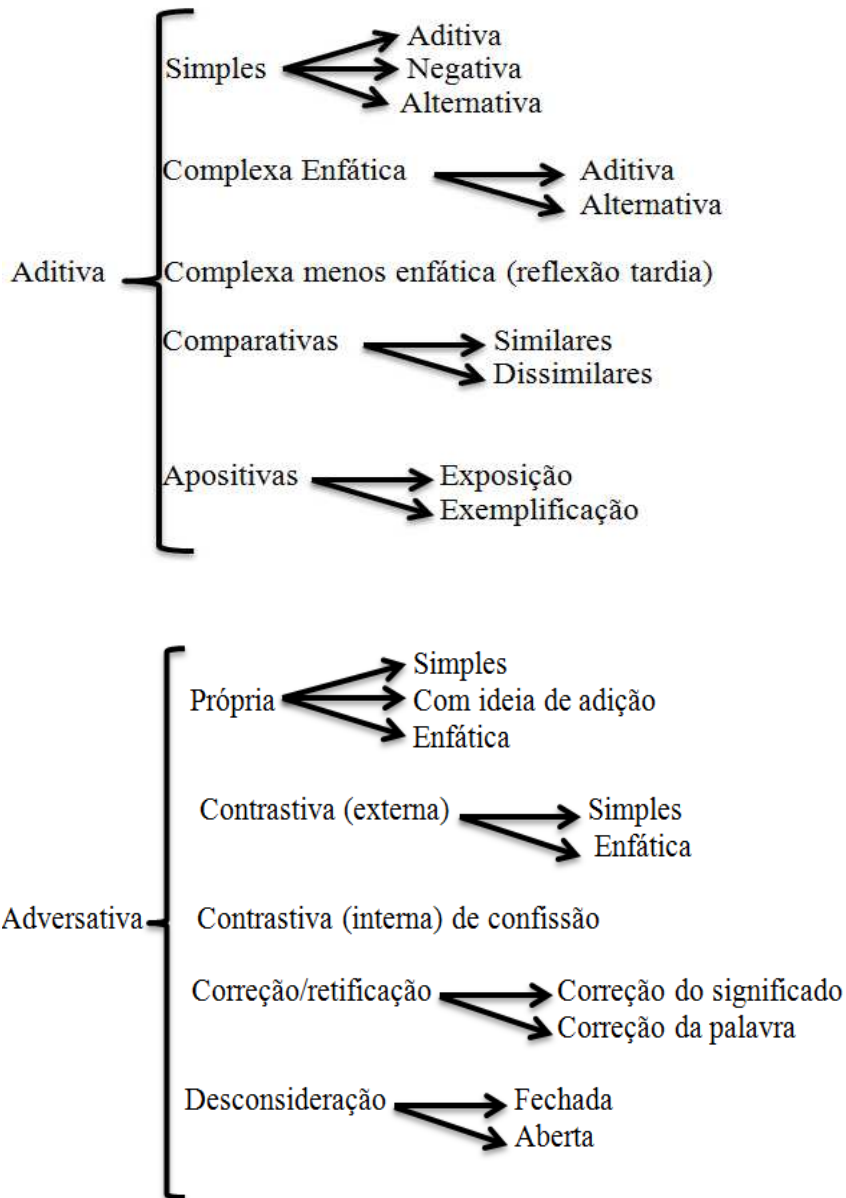 Aditiva
Simples
Aditiva
Negativa
Alternativa
Complexa Enfática
Aditiva
Alternativa
Complexa menos enfática (reflexão tardia)
Comparativas
Similares
Dissimilares
Apositivas
Exposição
Exemplificação
Adversativa
Própria
Simples
Com ideia de adição
Enfática
Contrastiva (externa)
Simples
Enfática
Contrastiva (interna) de confissão
Correção/retificação
Correção do significado
Correção da palavra
Desconsideração
Fechada
Aberta